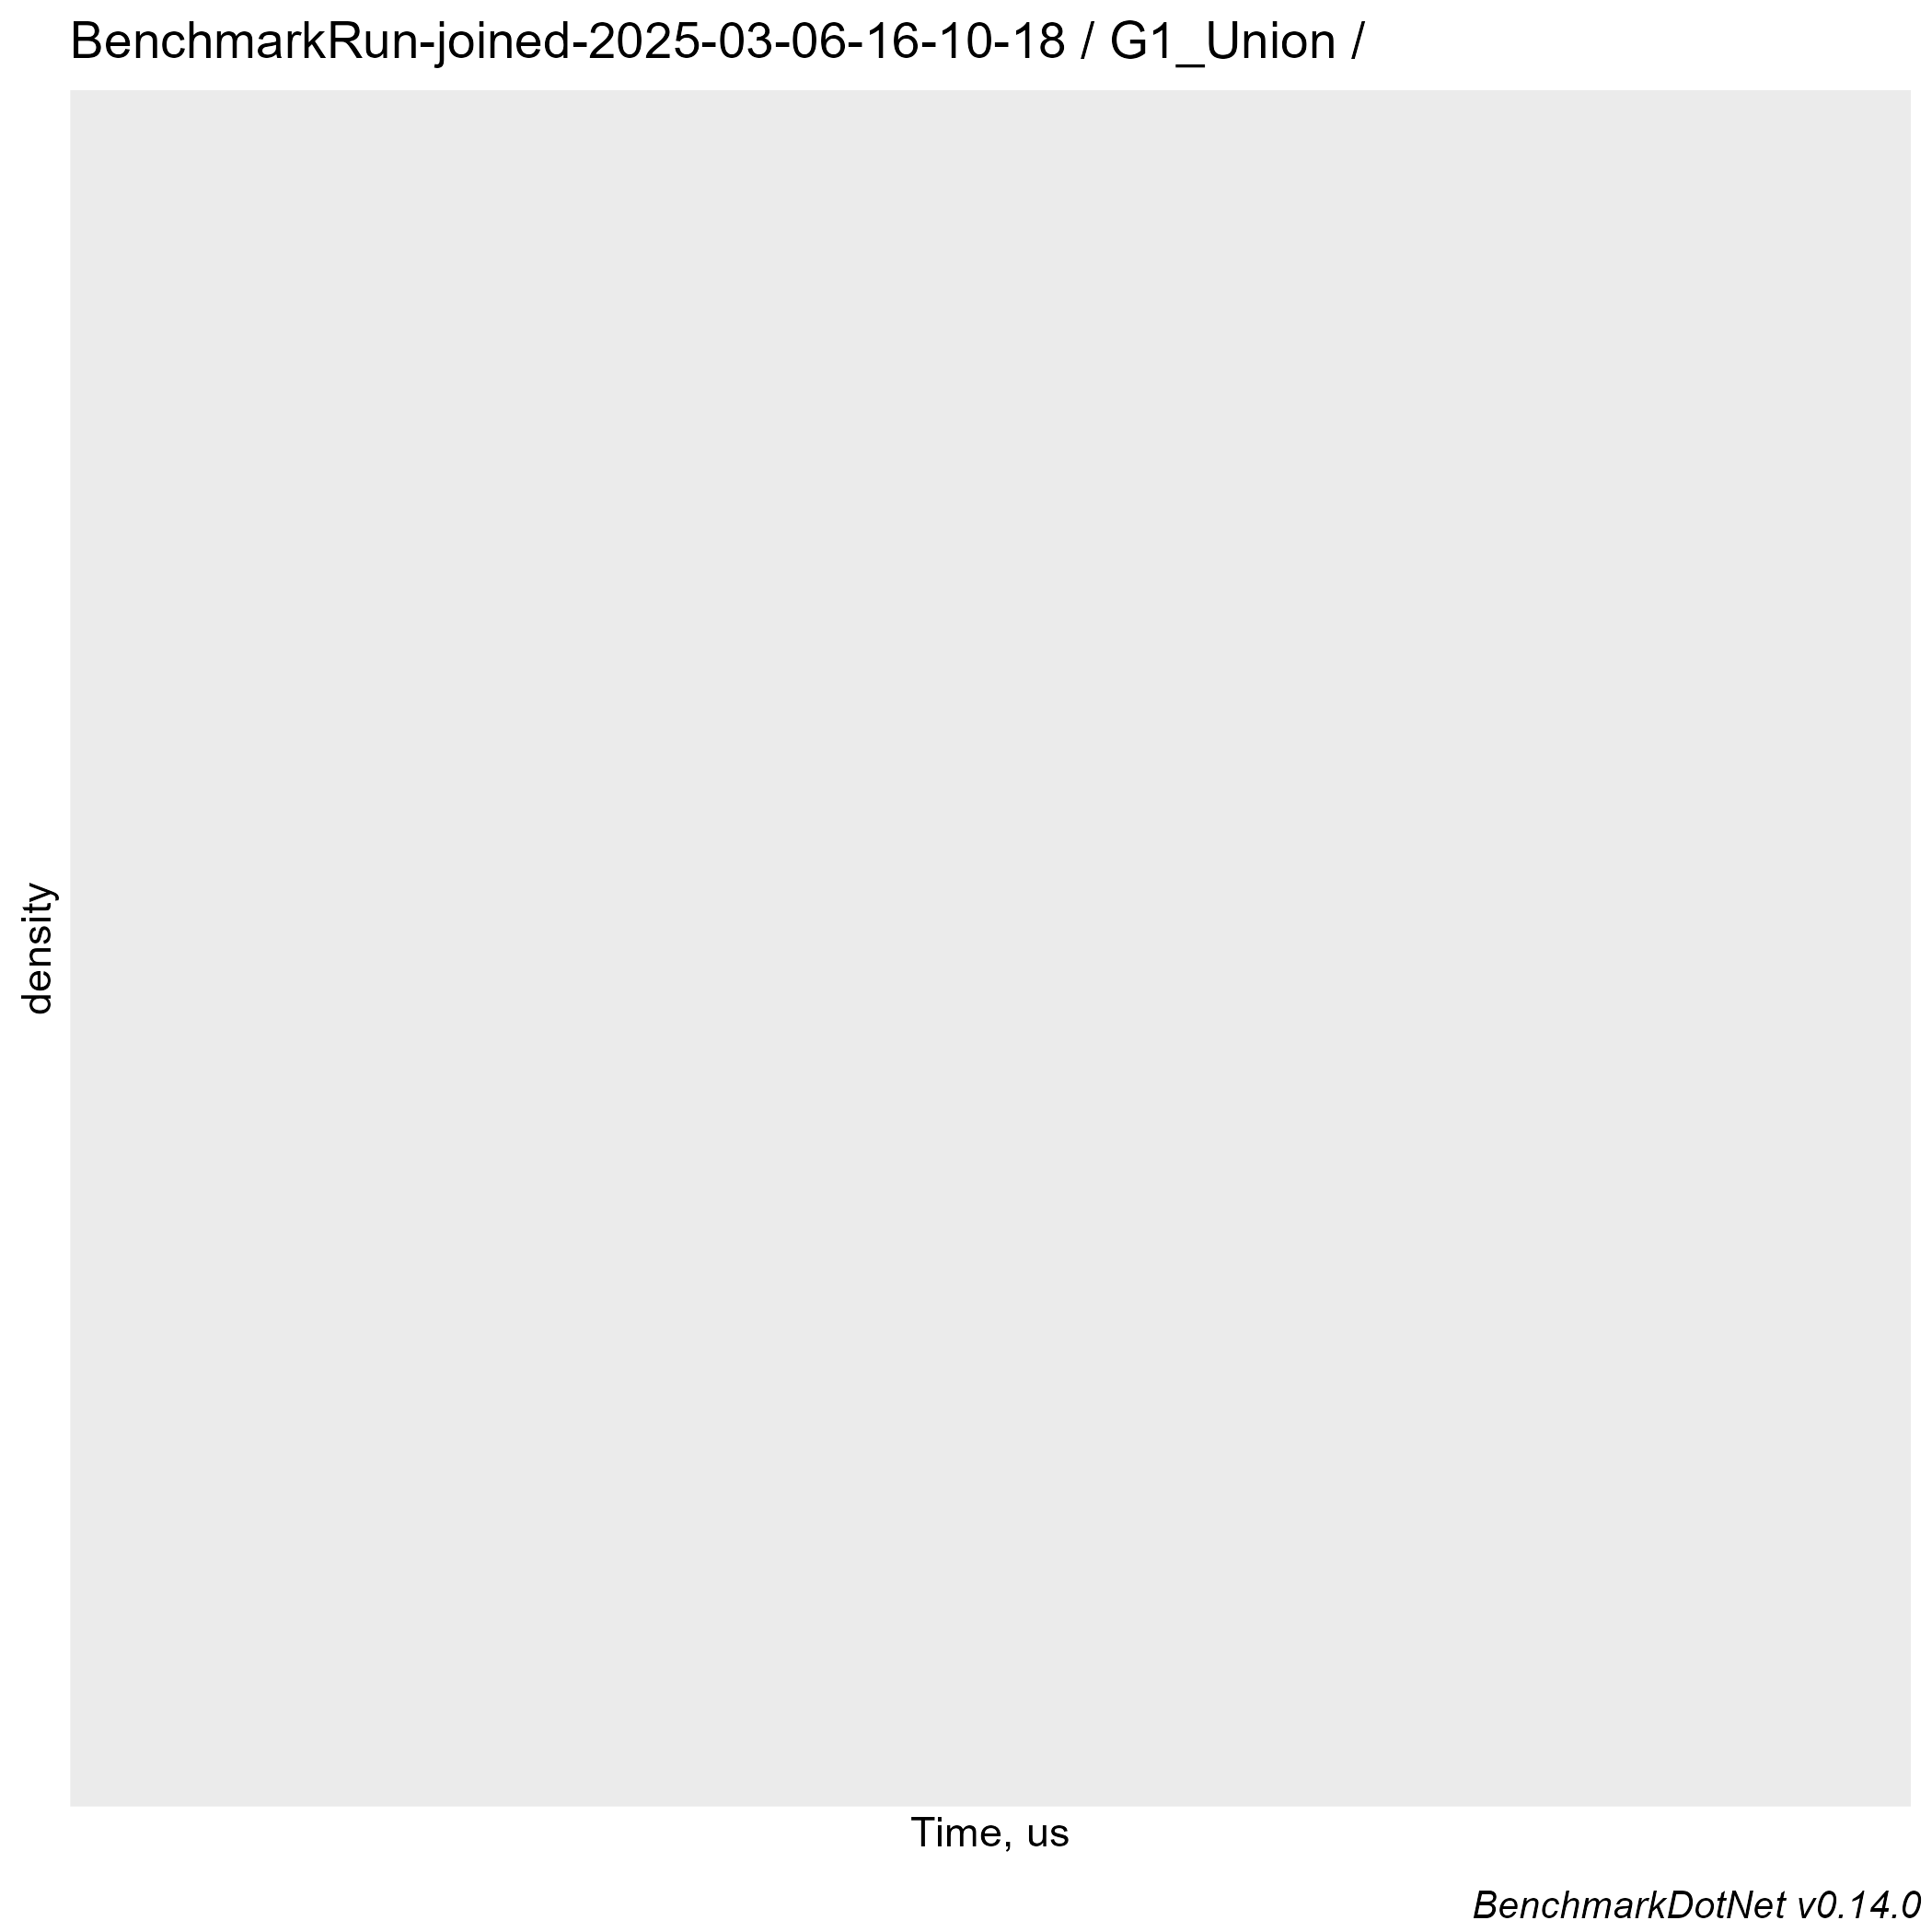 BenchmarkRun-joined-2025-03-06-16-10-18 / G1_Union /
density
Time, us
BenchmarkDotNet v0.14.0